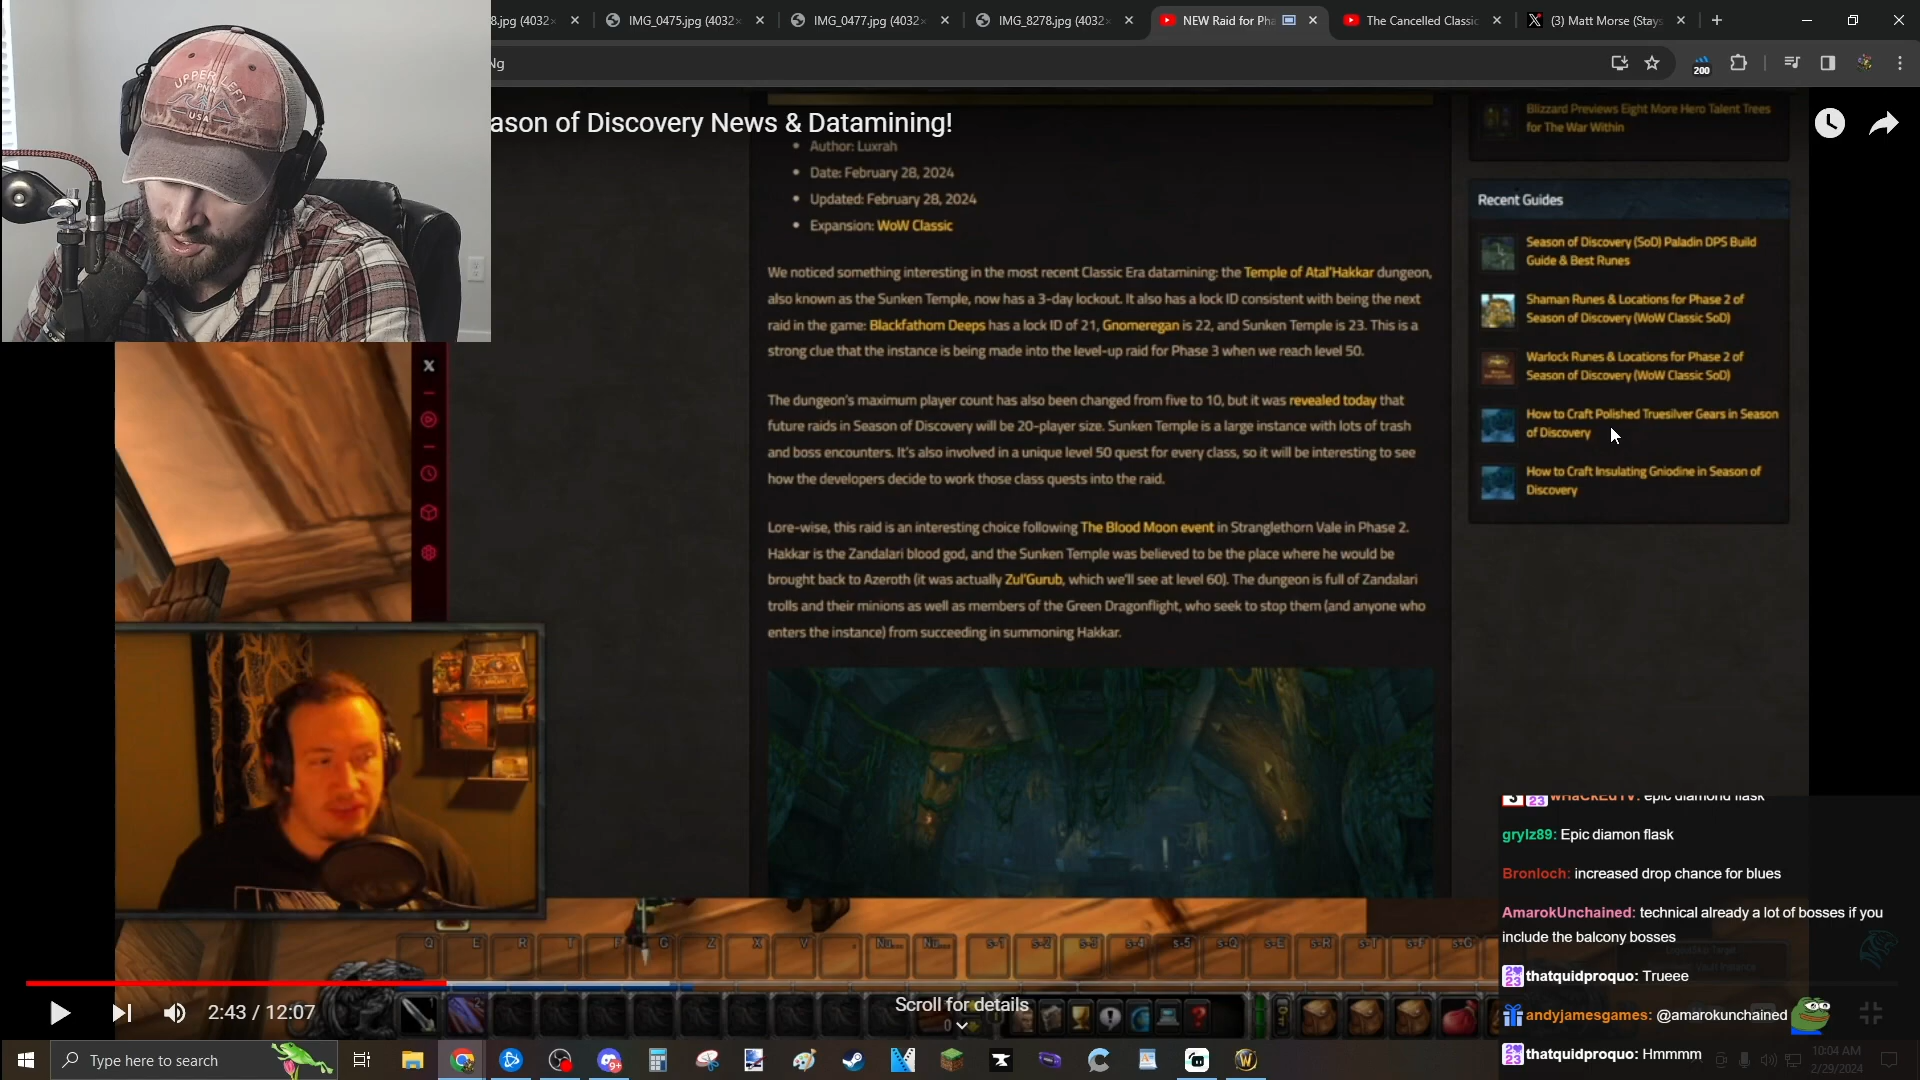 8.jpg (4032×
IMG_0475.jpg (4032×
IMG_0477.jpg (4032×
IMG_8278.jpg (4032×
NEW Raid for Pha
The Cancelled Classic
(3) Matt Morse (Stays
Ng
200
UPPER LEFT
PNW
USA
ason of Discovery News & Datamining!
Author: Luxrah
Date: February 28, 2024
Updated: February 28, 2024
Expansion: WoW Classic
We noticed something interesting in the most recent Classic Era datamining: the Temple of Atal'Hakkar dungeon,
also known as the Sunken Temple, now has a 3-day lockout. It also has a lock ID consistent with being the next
raid in the game: Blackfathom Deeps has a lock ID of 21, Gnomeregan is 22, and Sunken Temple is 23. This is a
strong clue that the instance is being made into the level-up raid for Phase 3 when we reach level 50.
The dungeon's maximum player count has also been changed from five to 10, but it was revealed today that
future raids in Season of Discovery will be 20-player size. Sunken Temple is a large instance with lots of trash
and boss encounters. It's also involved in a unique level 50 quest for every class, so it will be interesting to see
how the developers decide to work those class quests into the raid.
Lore-wise, this raid is an interesting choice following The Blood Moon event in Stranglethorn Vale in Phase 2.
Hakkar is the Zandalari blood god, and the Sunken Temple was believed to be the place where he would be
brought back to Azeroth (it was actually Zul'Gurub, which we'll see at level 60). The dungeon is full of Zandalari
trolls and their minions as well as members of the Green Dragonflight, who seek to stop them (and anyone who
enters the instance) from succeeding in summoning Hakkar.
Blizzard Previews Eight More Hero Talent Trees
for The War Within
Recent Guides
Season of Discovery (SoD) Paladin DPS Build
Guide & Best Runes
Shaman Runes & Locations for Phase 2 of
Season of Discovery (WoW Classic SoD)
Warlock Runes & Locations for Phase 2 of
Season of Discovery (WoW Classic SoD)
How to Craft Polished Truesilver Gears in Season
of Discovery
How to Craft Insulating Gniodine in Season of
Discovery
wHaCkEdTV: epic diamond flask
grylz89: Epic diamon flask
Bronloch: increased drop chance for blues
AmarokUnchained: technical already a lot of bosses if you
include the balcony bosses
thatquidproquo: Trueee
andyjamesgames: @amarokunchained
thatquidproquo: Hmmmm
Q E R T F G Z X V Nu... Nu... s-1 s-2 s-3 s-4 s-5 s-Q s-E s-R s-T s-F s-G
2:43 / 12:07
Scroll for details
Type here to search
10:04 AM
2/29/2024